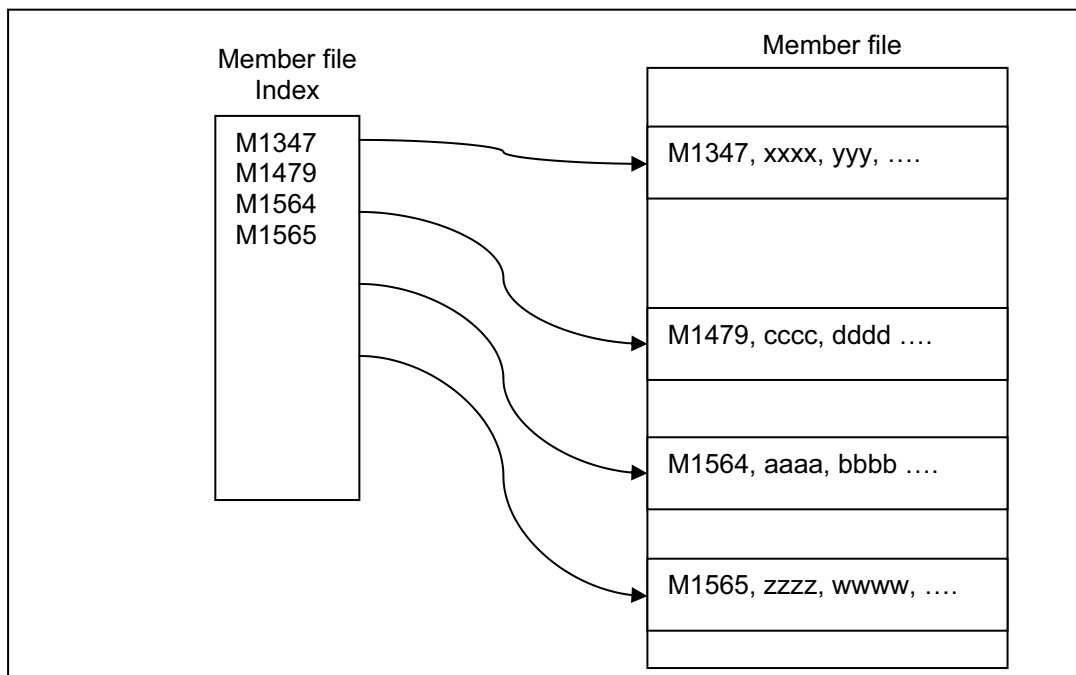 Member file
Index
M1347
M1479
M1564
M1565
Member file
M1347, xxxx, yyy, ….
M1479, cccc, dddd ….
M1564, aaaa, bbbb ….
M1565, zzzz, wwww, ….